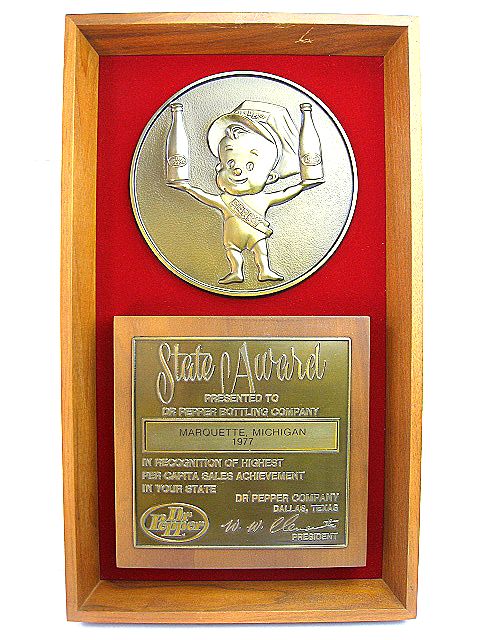 State Award
PRESENTED TO
DR PEPPER BOTTLING COMPANY
MARQUETTE, MICHIGAN
1977
IN RECOGNITION OF HIGHEST
PER CAPITA SALES ACHIEVEMENT
IN YOUR STATE
DR PEPPER COMPANY
DALLAS, TEXAS
W. W. Clements
PRESIDENT
Dr
Pepper